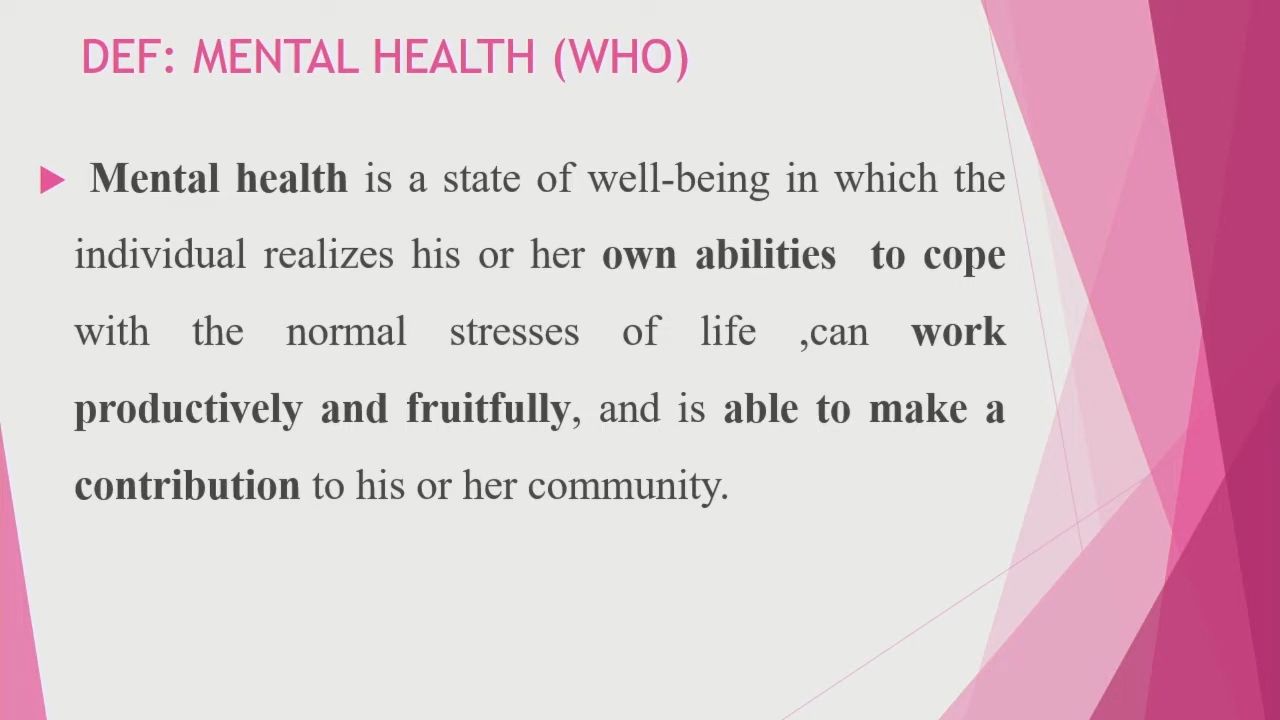 DEF: MENTAL HEALTH (WHO)
Mental health is a state of well-being in which the
individual realizes his or her own abilities to cope
with the normal stresses of life ,can work
productively and fruitfully, and is able to make a
contribution to his or her community.